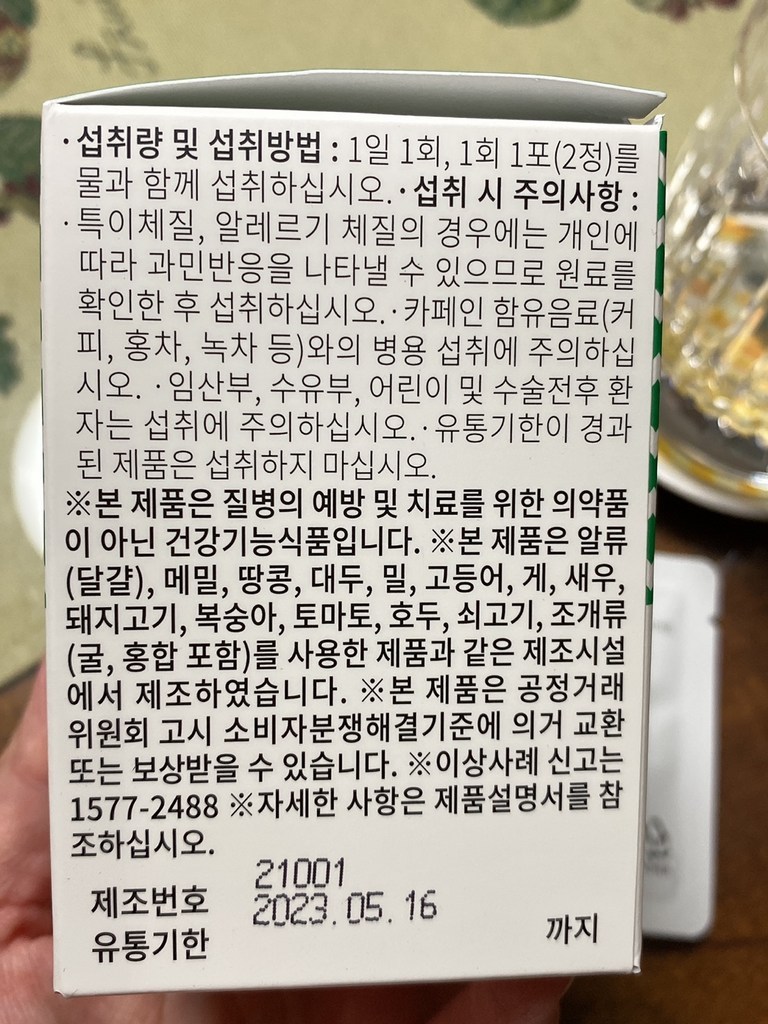 · 섭취량 및 섭취방법 : 1일 1회, 1회 1포(2정)를
물과 함께 섭취하십시오. · 섭취 시 주의사항 :
· 특이체질, 알레르기 체질의 경우에는 개인에
따라 과민반응을 나타낼 수 있으므로 원료를
확인한 후 섭취하십시오. · 카페인 함유음료(커
피, 홍차, 녹차 등)와의 병용 섭취에 주의하십
시오. · 임산부, 수유부, 어린이 및 수술전후 환
자는 섭취에 주의하십시오. · 유통기한이 경과
된 제품은 섭취하지 마십시오.
※본 제품은 질병의 예방 및 치료를 위한 의약품
이 아닌 건강기능식품입니다. ※본 제품은 알류
(달걀), 메밀, 땅콩, 대두, 밀, 고등어, 게, 새우,
돼지고기, 복숭아, 토마토, 호두, 쇠고기, 조개류
(굴, 홍합 포함)를 사용한 제품과 같은 제조시설
에서 제조하였습니다. ※본 제품은 공정거래
위원회 고시 소비자분쟁해결기준에 의거 교환
또는 보상받을 수 있습니다. ※이상사례 신고는
1577-2488 ※자세한 사항은 제품설명서를 참
조하십시오.
제조번호 21001
유통기한 2023.05.16 까지